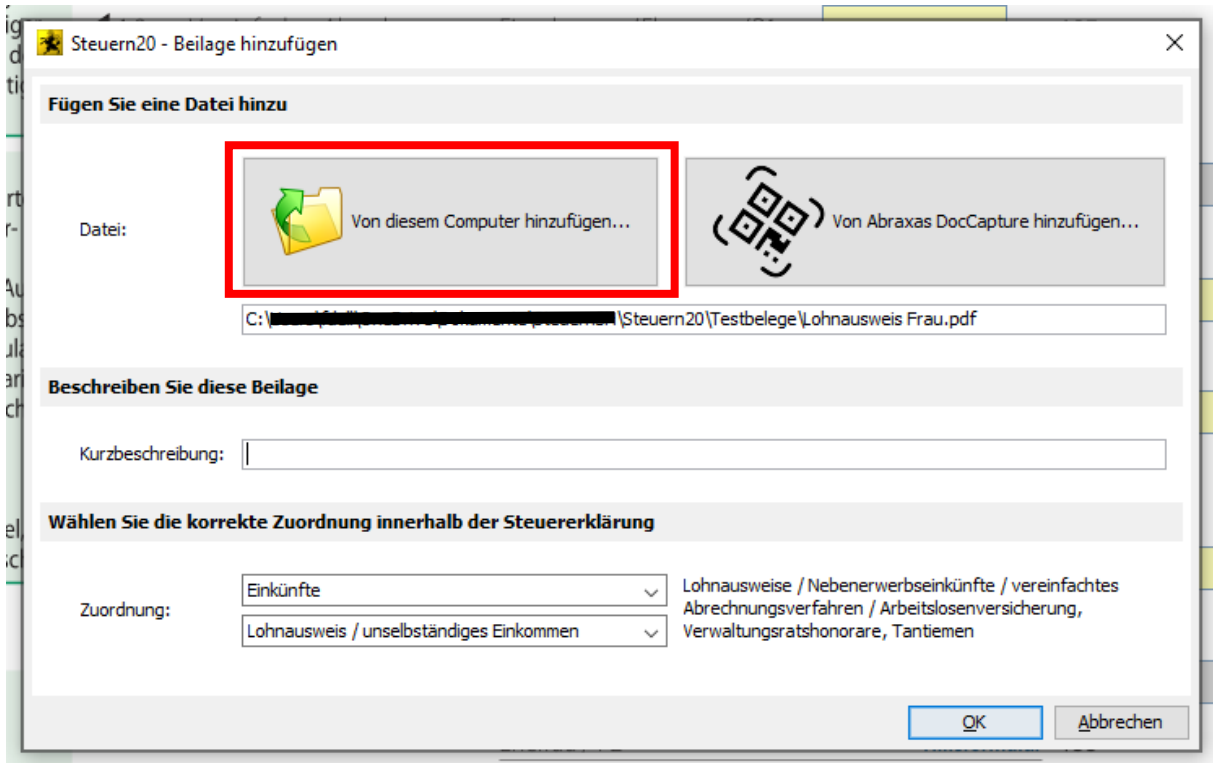 Steuern20 - Beilage hinzufügen
Fügen Sie eine Datei hinzu
Datei:
Von diesem Computer hinzufügen...
Von Abraxas DocCapture hinzufügen...
C:\ \Steuern20\Testbelege\Lohnausweis Frau.pdf
Beschreiben Sie diese Beilage
Kurzbeschreibung:
Wählen Sie die korrekte Zuordnung innerhalb der Steuererklärung
Zuordnung:
Einkünfte
Lohnausweis / unselbständiges Einkommen
Lohnausweise / Nebenerwerbseinkünfte / vereinfachtes
Abrechnungsverfahren / Arbeitslosenversicherung,
Verwaltungsratshonorare, Tantiemen
OK
Abbrechen